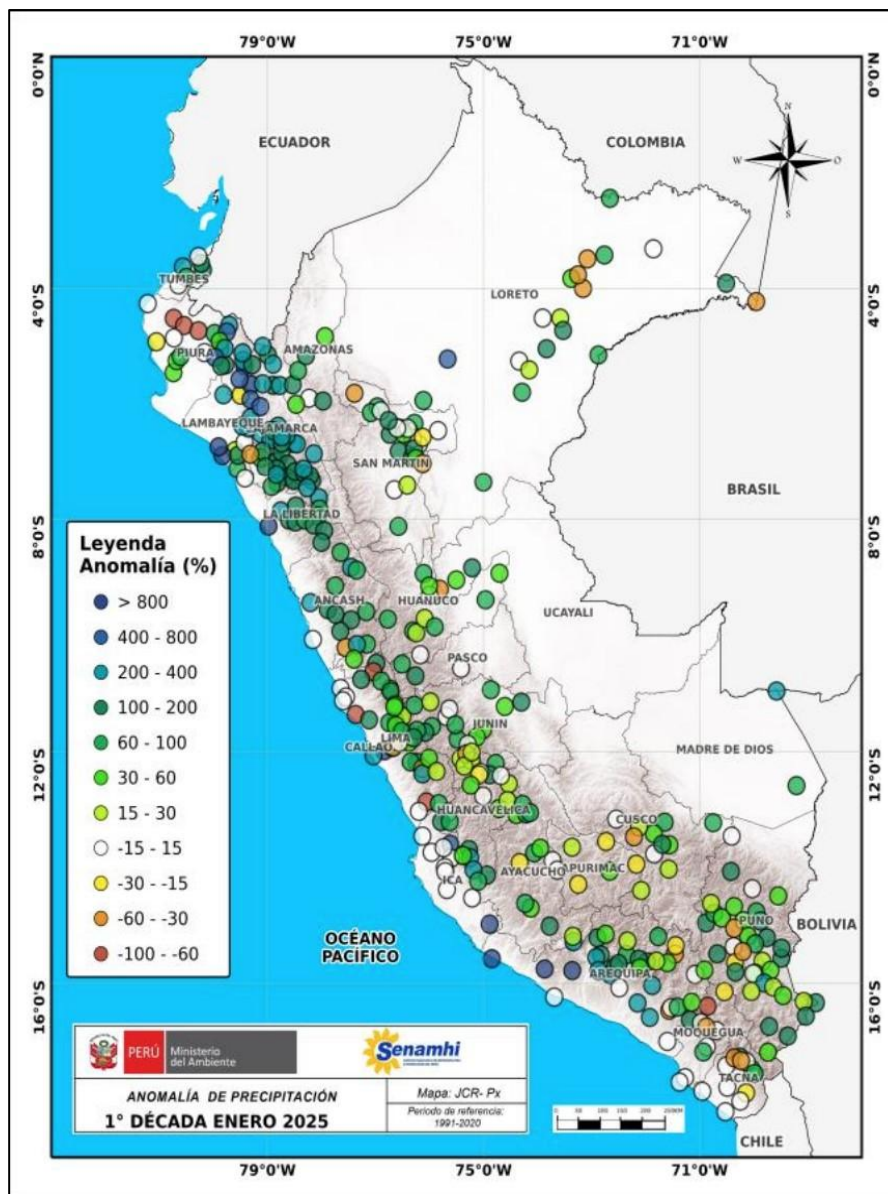 79°0'W 75°0'W 71°0'W
0°0'N 0°0'N
ECUADOR
COLOMBIA
N
W O
S
TUMBES
LORETO
4°0'S 4°0'S
PIURA
AMAZONAS
LAMBAYEQUE
CAJAMARCA
SAN MARTIN
BRASIL
LA LIBERTAD
8°0'S 8°0'S
Leyenda
Anomalía (%)
> 800
400 - 800
200 - 400
100 - 200
60 - 100
30 - 60
15 - 30
-15 - 15
-30 - -15
-60 - -30
-100 - -60
ANCASH
HUANUCO
UCAYALI
PASCO
JUNIN
LIMA
CALLAO
MADRE DE DIOS
12°0'S 12°0'S
HUANCAVELICA
CUSCO
AYACUCHO
APURIMAC
ICA
PUNO
BOLIVIA
OCÉANO
PACÍFICO
AREQUIPA
16°0'S 16°0'S
MOQUEGUA
TACNA
CHILE
PERÚ
Ministerio
del Ambiente
Senamhi
ANOMALÍA DE PRECIPITACIÓN
1° DÉCADA ENERO 2025
Mapa: JCR- Px
Periodo de referencia:
1991-2020
79°0'W 75°0'W 71°0'W